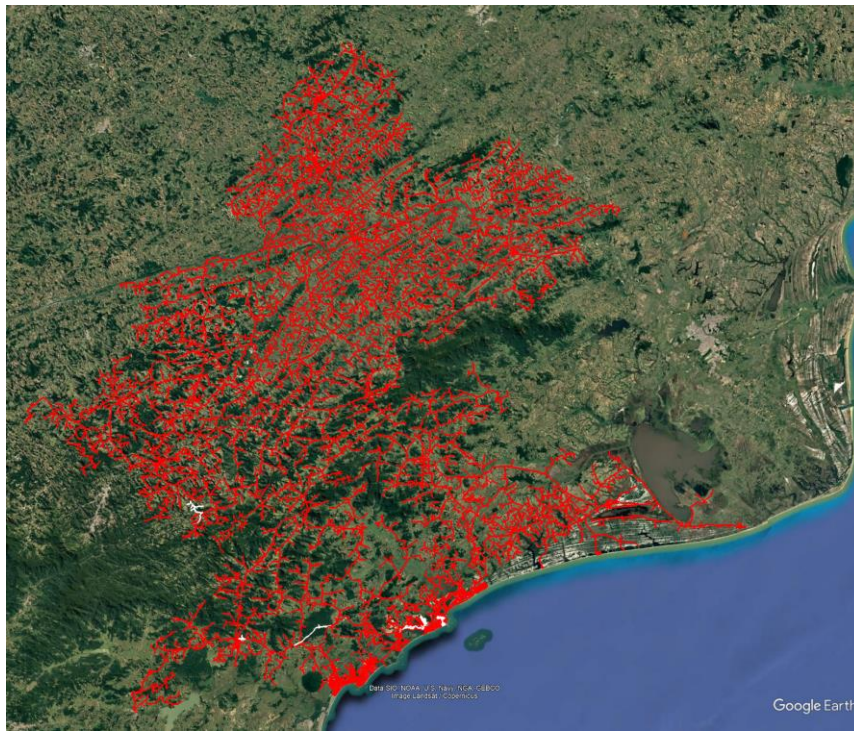 Data SIO, NOAA, U.S. Navy, NGA, GEBCO
Image Landsat / Copernicus
Google Earth